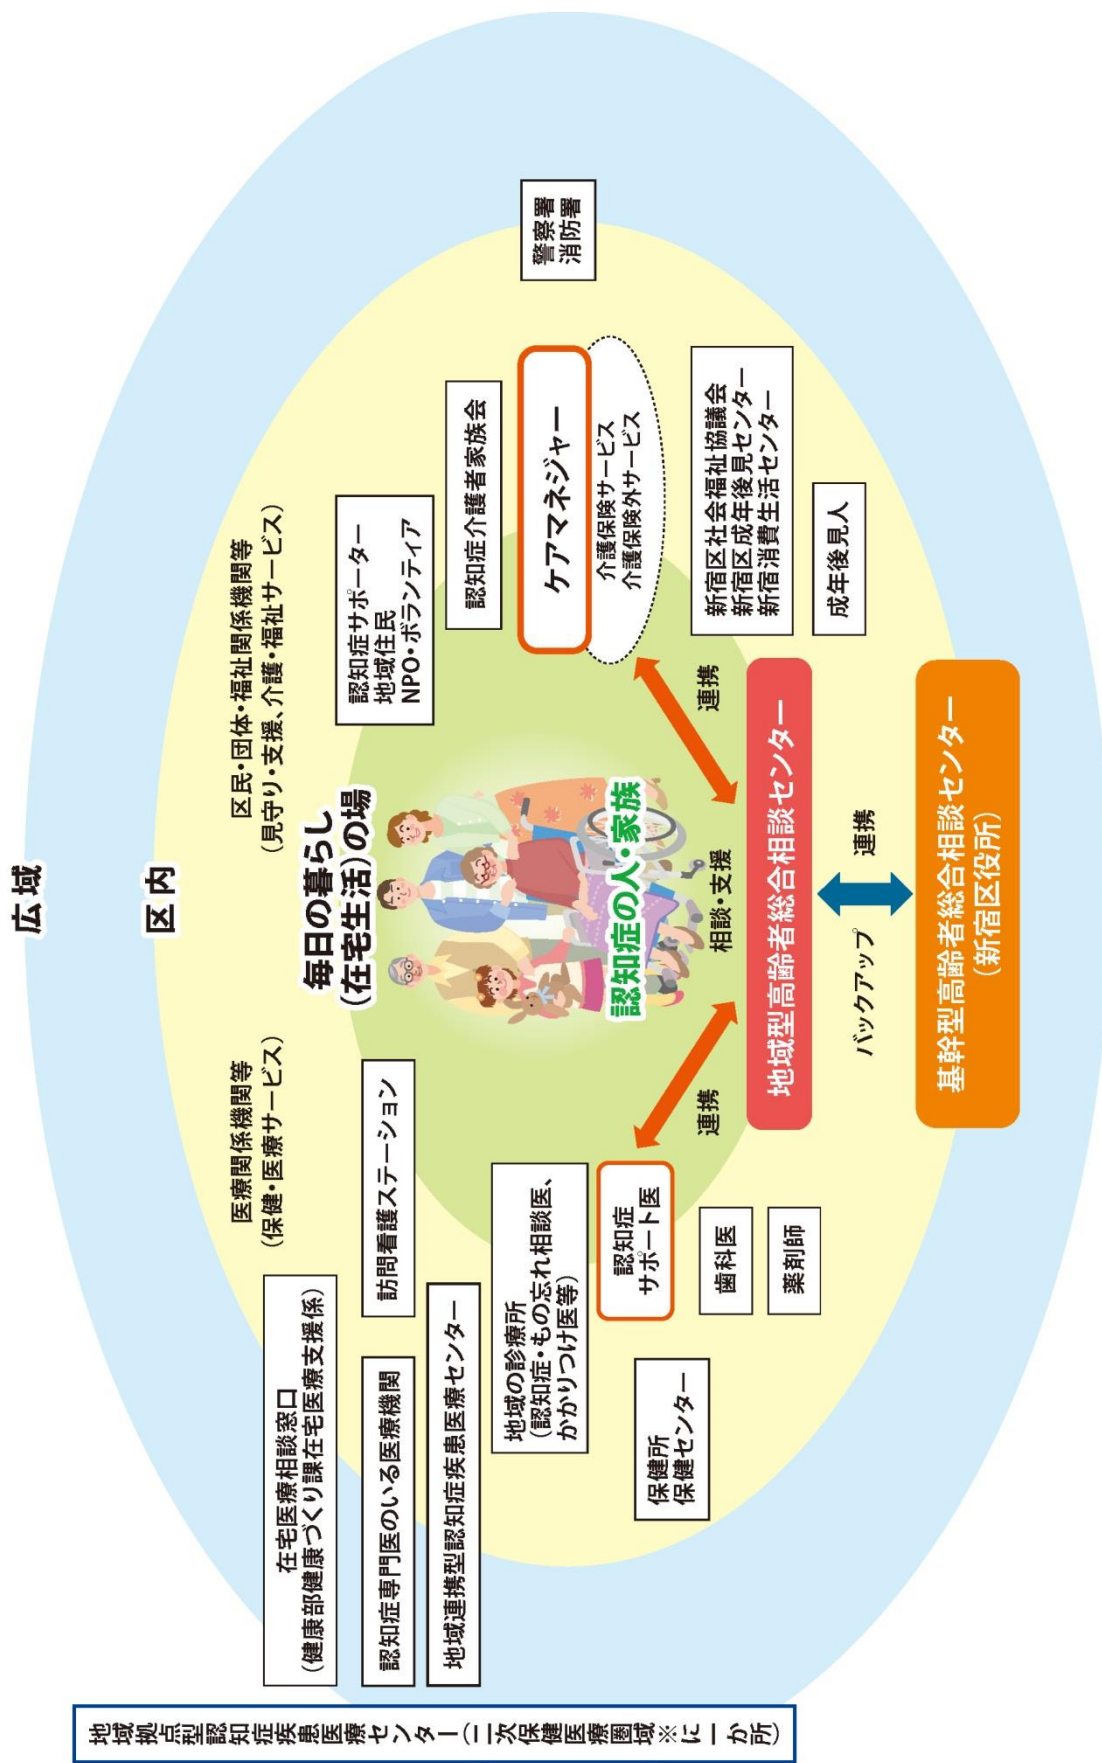 広域
区内
医療関係機関等
（保健・医療サービス）
区民・団体・福祉関係機関等
（見守り・支援、介護・福祉サービス）
毎日の暮らし
（在宅生活）の場
地域拠点型認知症疾患医療センター（二次保健医療圏域※に一か所）
在宅医療相談窓口
（健康部健康づくり課在宅医療支援係）
認知症専門医のいる医療機関
訪問看護ステーション
地域連携型認知症疾患医療センター
地域の診療所
（認知症・もの忘れ相談医、
かかりつけ医等）
認知症
サポート医
保健所
保健センター
歯科医
薬剤師
認知症の人・家族
認知症サポーター
地域住民
NPO・ボランティア
認知症介護者家族会
ケアマネジャー
介護保険サービス
介護保険外サービス
警察署
消防署
新宿区社会福祉協議会
新宿区成年後見センター
新宿消費生活センター
成年後見人
連携
相談・支援
連携
地域型高齢者総合相談センター
バックアップ
連携
基幹型高齢者総合相談センター
（新宿区役所）